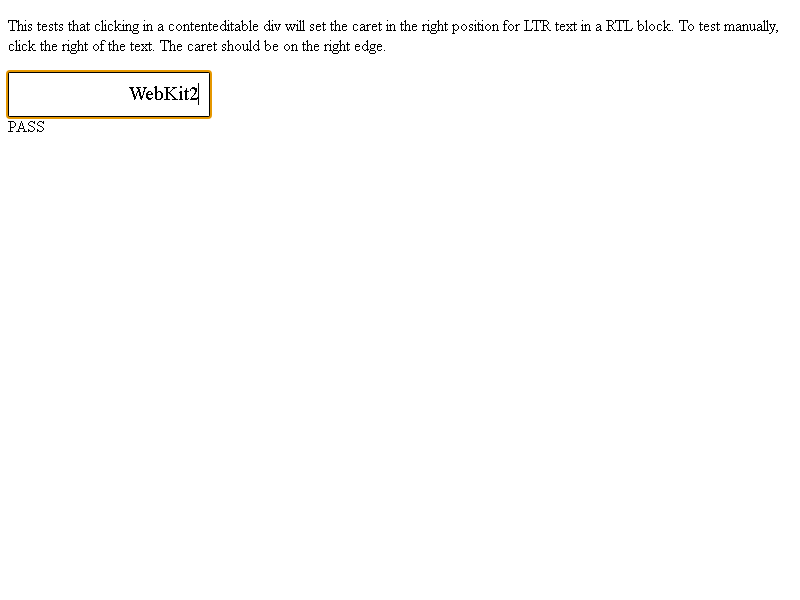 This tests that clicking in a contenteditable div will set the caret in the right position for LTR text in a RTL block. To test manually,
click the right of the text. The caret should be on the right edge.
WebKit2
PASS